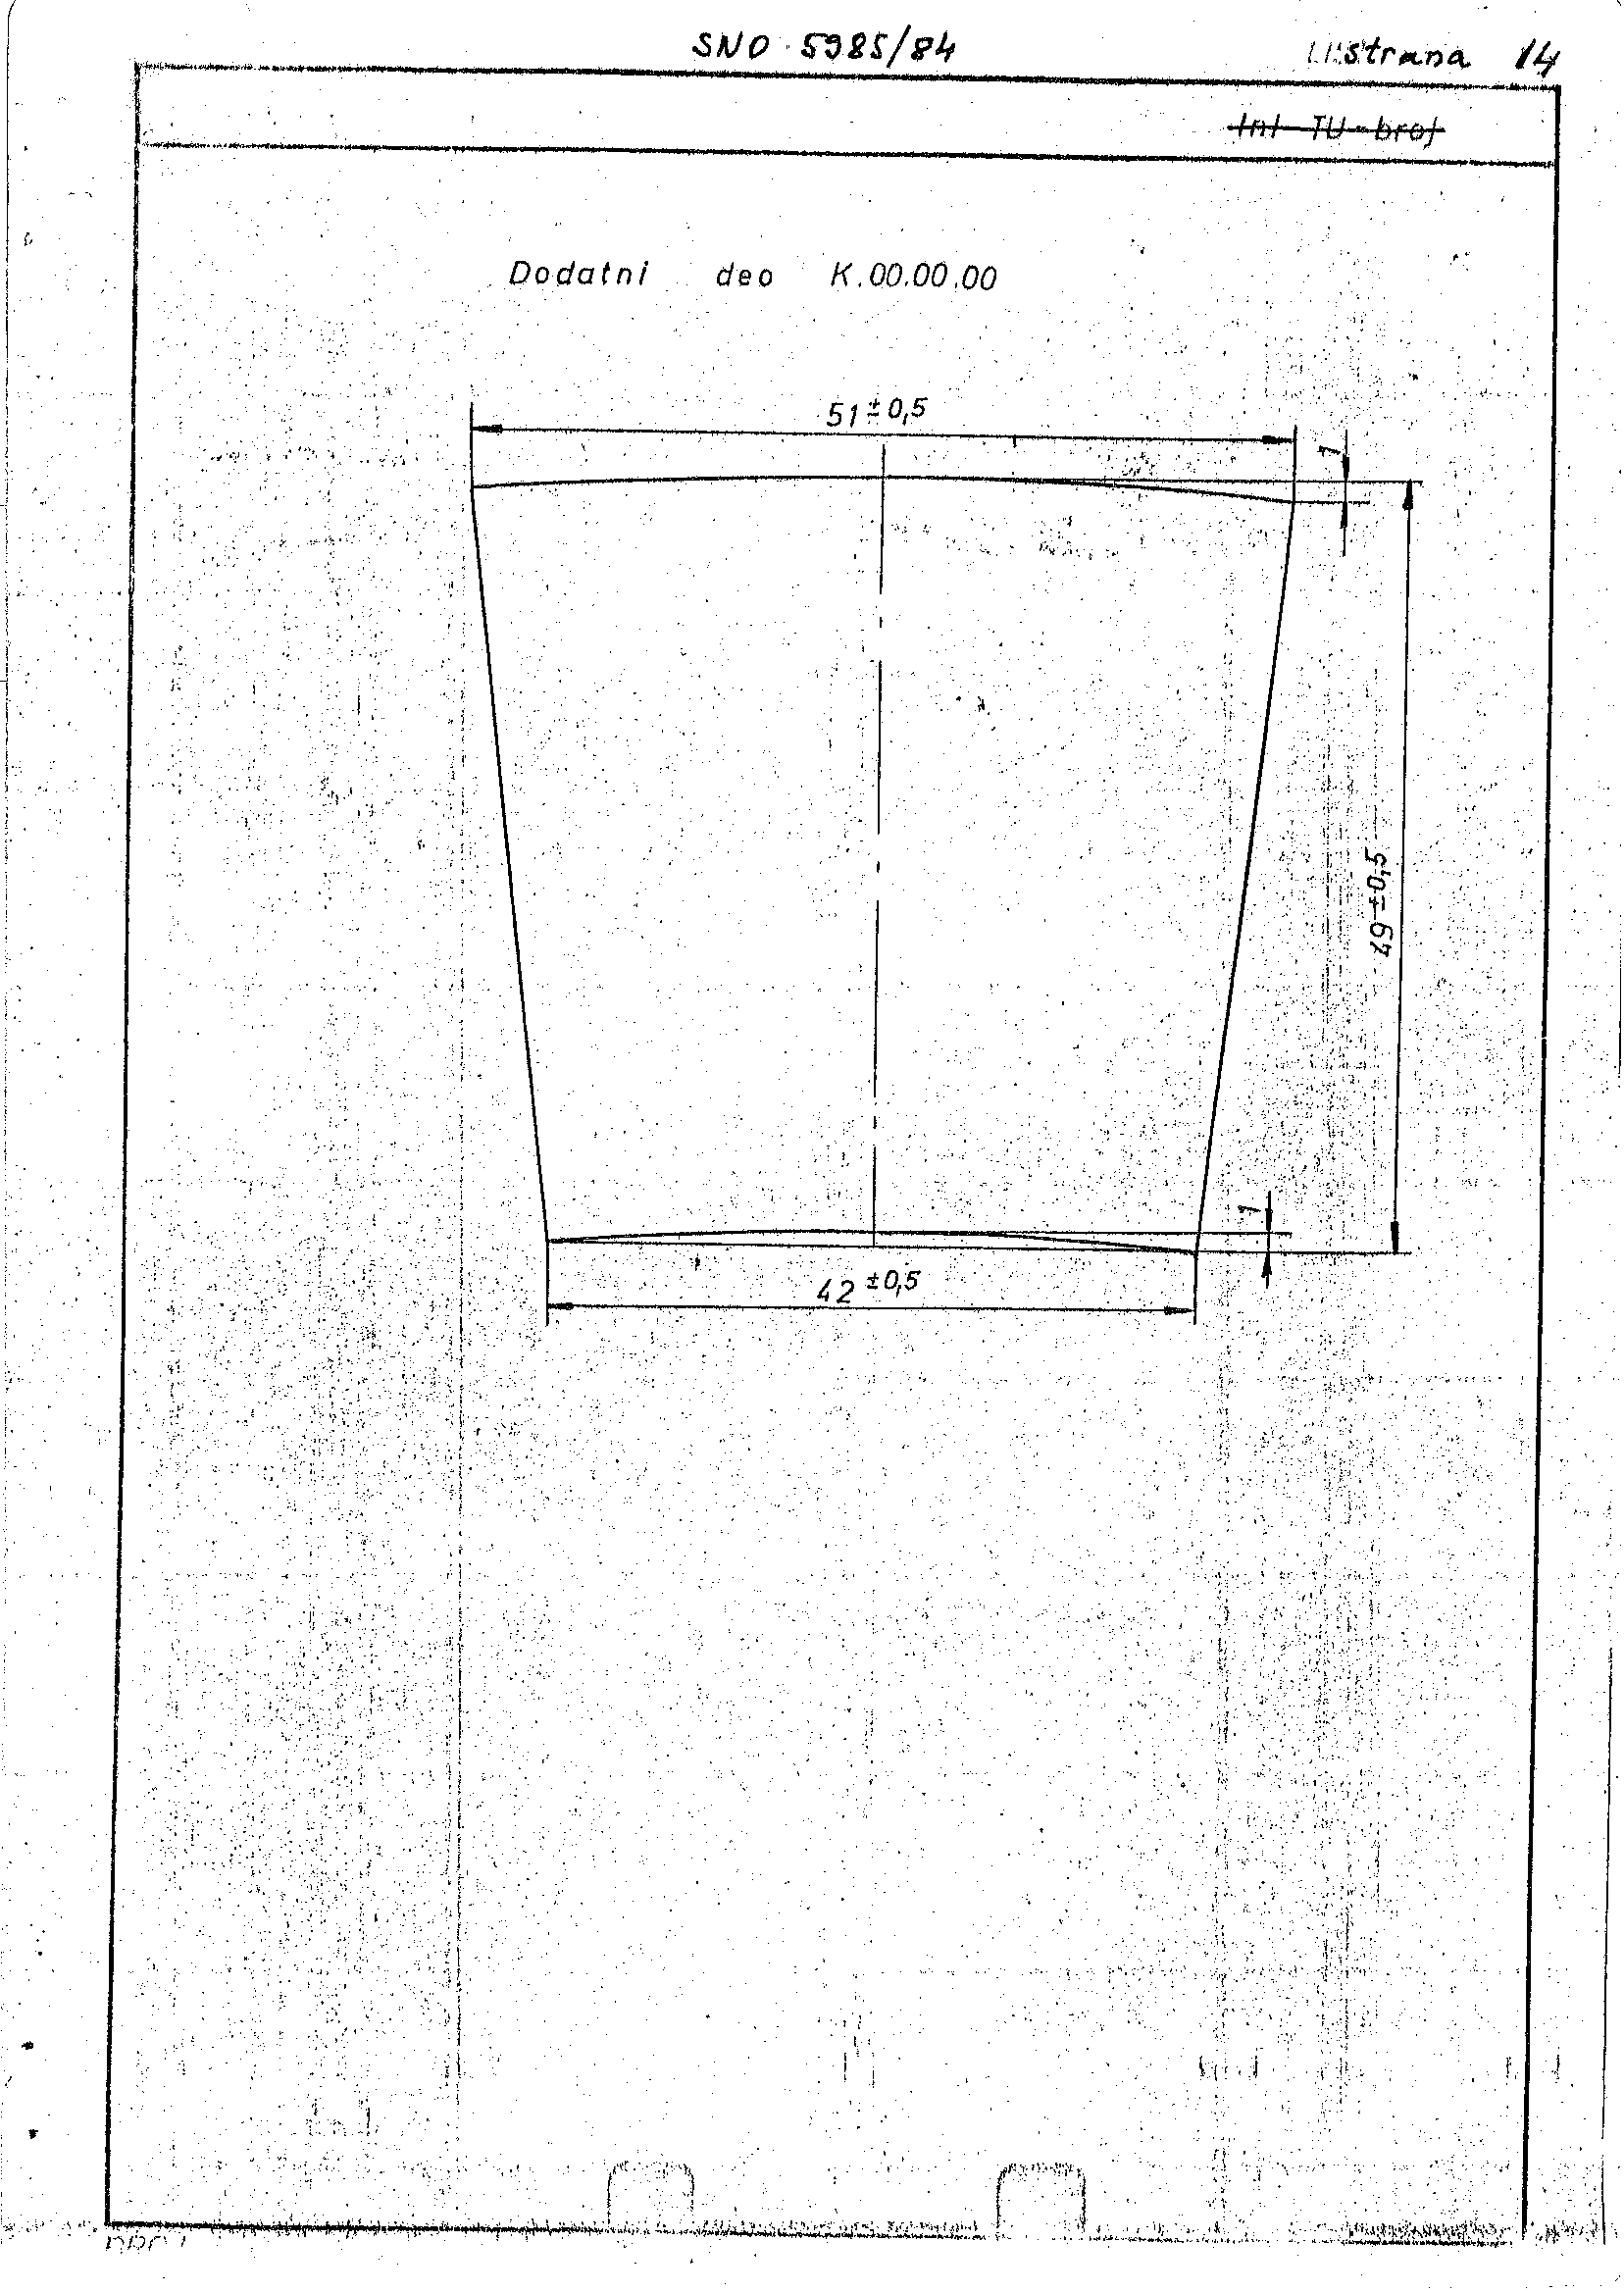 SNO 5985/84 strana 14
Int TU-broj
Dodatni deo K.00.00.00
51±0,5
1
49±0,5
1
42±0,5